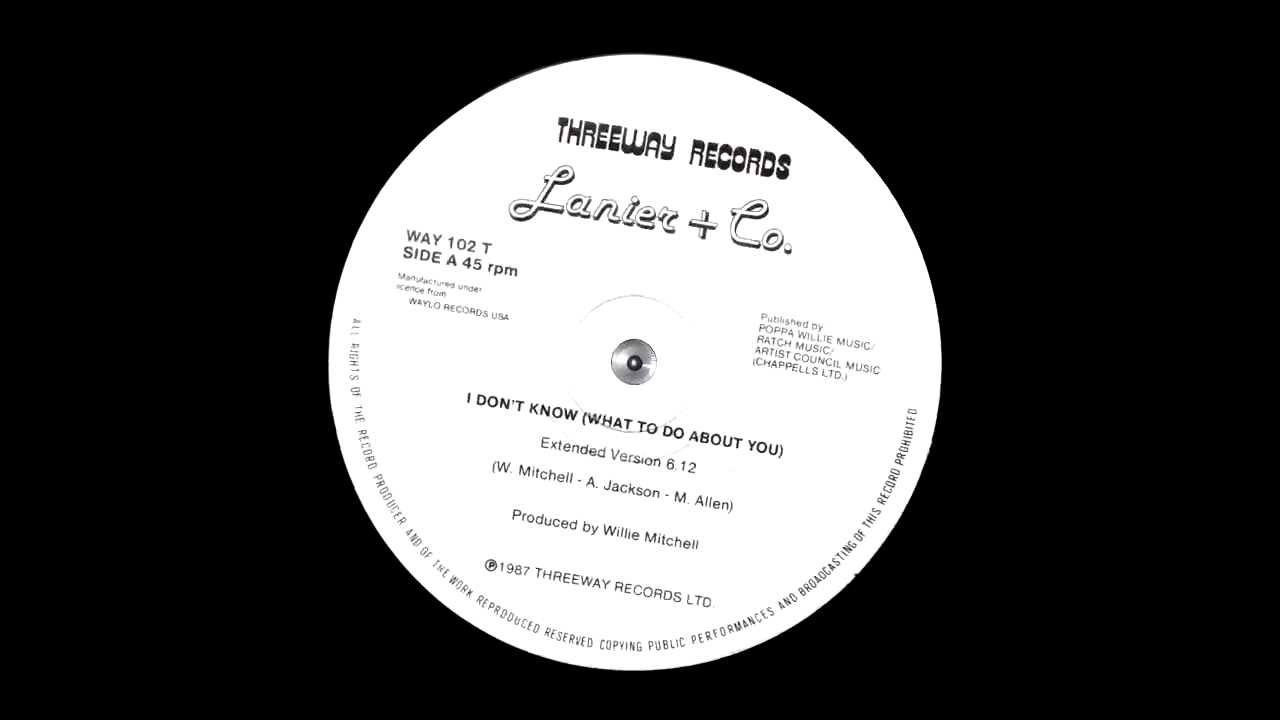 THREEWAY RECORDS
Lanier + Co.
WAY 102 T
SIDE A 45 rpm
Manufactured under
licence from
WAYLO RECORDS USA
Published by
POPPA WILLIE MUSIC/
RATCH MUSIC/
ARTIST COUNCIL MUSIC
(CHAPPELLS LTD.)
I DON'T KNOW (WHAT TO DO ABOUT YOU)
Extended Version 6.12
(W. Mitchell - A. Jackson - M. Allen)
Produced by Willie Mitchell
℗1987 THREEWAY RECORDS LTD.
ALL RIGHTS OF THE RECORD PRODUCER AND OF THE WORK REPRODUCED RESERVED COPYING PUBLIC PERFORMANCES AND BROADCASTING OF THIS RECORD PROHIBITED